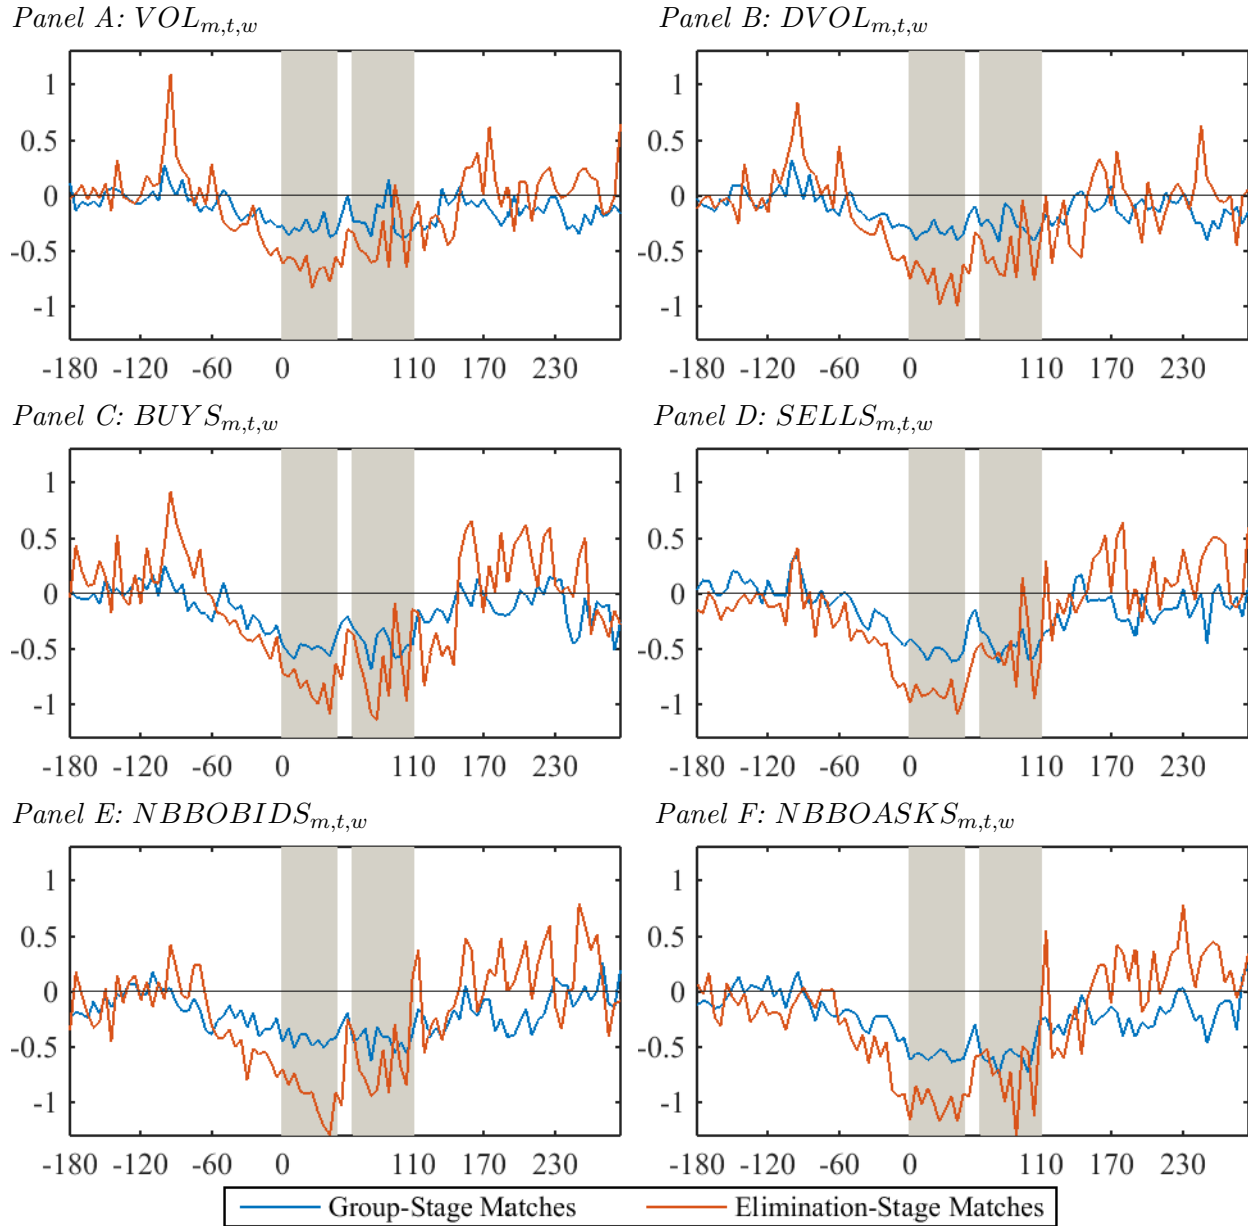 Panel A: VOL_{m,t,w}
Panel B: DVOL_{m,t,w}
1
0.5
0
-0.5
-1
-180 -120 -60 0 110 170 230
1
0.5
0
-0.5
-1
-180 -120 -60 0 110 170 230
Panel C: BUYS_{m,t,w}
Panel D: SELLS_{m,t,w}
1
0.5
0
-0.5
-1
-180 -120 -60 0 110 170 230
1
0.5
0
-0.5
-1
-180 -120 -60 0 110 170 230
Panel E: NBBOBIDS_{m,t,w}
Panel F: NBBOASKS_{m,t,w}
1
0.5
0
-0.5
-1
-180 -120 -60 0 110 170 230
1
0.5
0
-0.5
-1
-180 -120 -60 0 110 170 230
Group-Stage Matches
Elimination-Stage Matches